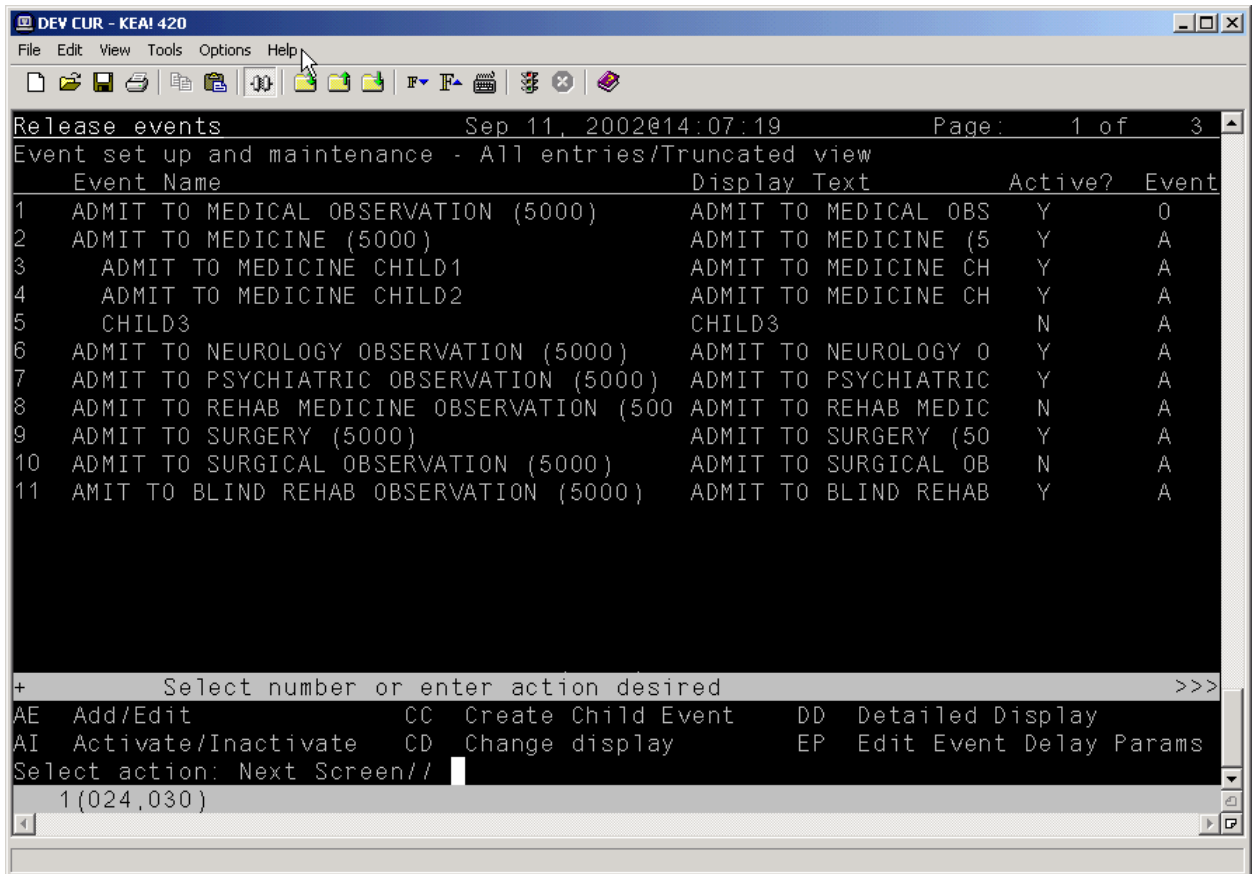 DEV CUR - KEA! 420
File Edit View Tools Options Help
Release events Sep 11, 2002@14:07:19 Page: 1 of 3
Event set up and maintenance - All entries/Truncated view
Event Name Display Text Active? Event
1 ADMIT TO MEDICAL OBSERVATION (5000) ADMIT TO MEDICAL OBS Y O
2 ADMIT TO MEDICINE (5000) ADMIT TO MEDICINE (5 Y A
3 ADMIT TO MEDICINE CHILD1 ADMIT TO MEDICINE CH Y A
4 ADMIT TO MEDICINE CHILD2 ADMIT TO MEDICINE CH Y A
5 CHILD3 CHILD3 N A
6 ADMIT TO NEUROLOGY OBSERVATION (5000) ADMIT TO NEUROLOGY O Y A
7 ADMIT TO PSYCHIATRIC OBSERVATION (5000) ADMIT TO PSYCHIATRIC Y A
8 ADMIT TO REHAB MEDICINE OBSERVATION (500 ADMIT TO REHAB MEDIC N A
9 ADMIT TO SURGERY (5000) ADMIT TO SURGERY (50 Y A
10 ADMIT TO SURGICAL OBSERVATION (5000) ADMIT TO SURGICAL OB N A
11 AMIT TO BLIND REHAB OBSERVATION (5000) ADMIT TO BLIND REHAB Y A
+ Select number or enter action desired >>>
AE Add/Edit CC Create Child Event DD Detailed Display
AI Activate/Inactivate CD Change display EP Edit Event Delay Params
Select action: Next Screen//
1(024,030)